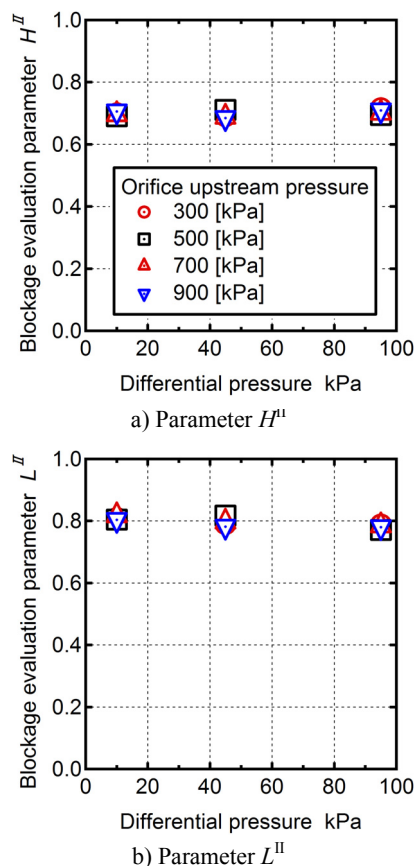 1.0
0.8
0.6
0.4
0.2
0.0
Blockage evaluation parameter H^II
Orifice upstream pressure
300 [kPa]
500 [kPa]
700 [kPa]
900 [kPa]
0 20 40 60 80 100
Differential pressure kPa
a) Parameter H^II
1.0
0.8
0.6
0.4
0.2
0.0
Blockage evaluation parameter L^II
0 20 40 60 80 100
Differential pressure kPa
b) Parameter L^II